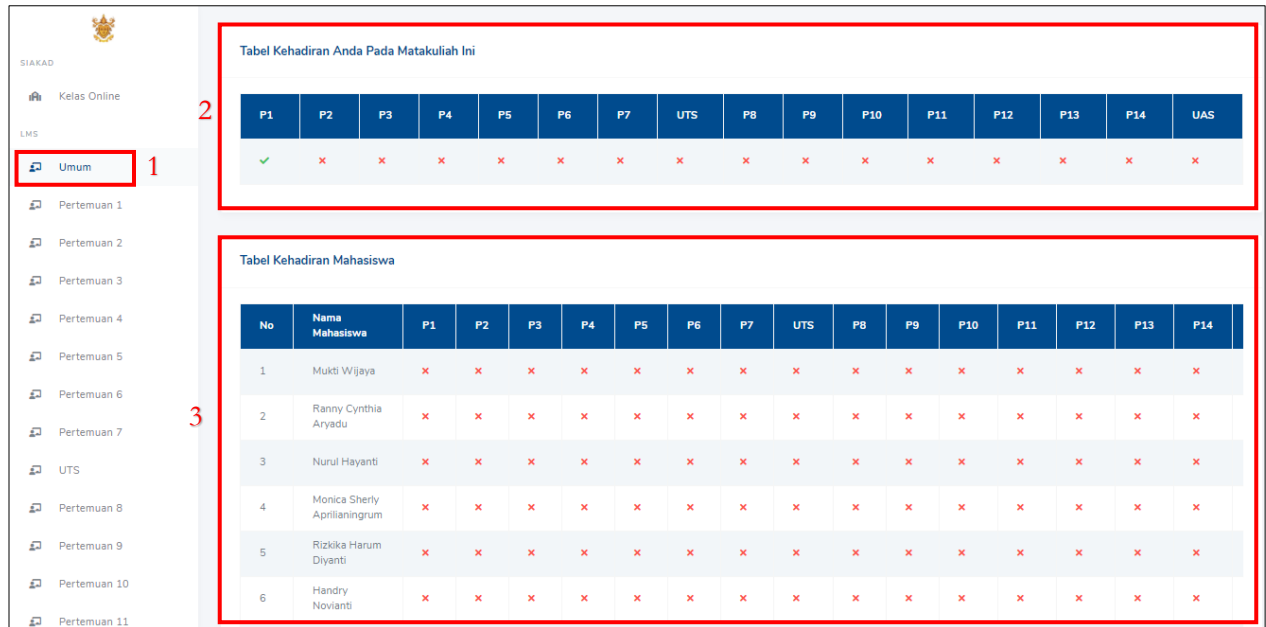 SIAKAD
Kelas Online
LMS
Umum
1
Pertemuan 1
Pertemuan 2
Pertemuan 3
Pertemuan 4
Pertemuan 5
Pertemuan 6
Pertemuan 7
UTS
Pertemuan 8
Pertemuan 9
Pertemuan 10
Pertemuan 11
2
Tabel Kehadiran Anda Pada Matakuliah Ini
P1 P2 P3 P4 P5 P6 P7 UTS P8 P9 P10 P11 P12 P13 P14 UAS
3
Tabel Kehadiran Mahasiswa
No Nama Mahasiswa P1 P2 P3 P4 P5 P6 P7 UTS P8 P9 P10 P11 P12 P13 P14
1 Mukti Wijaya
2 Ranny Cynthia
Aryadu
3 Nurul Hayanti
4 Monica Sherly
Aprilianingrum
5 Rizkika Harum
Diyanti
6 Handry
Novianti